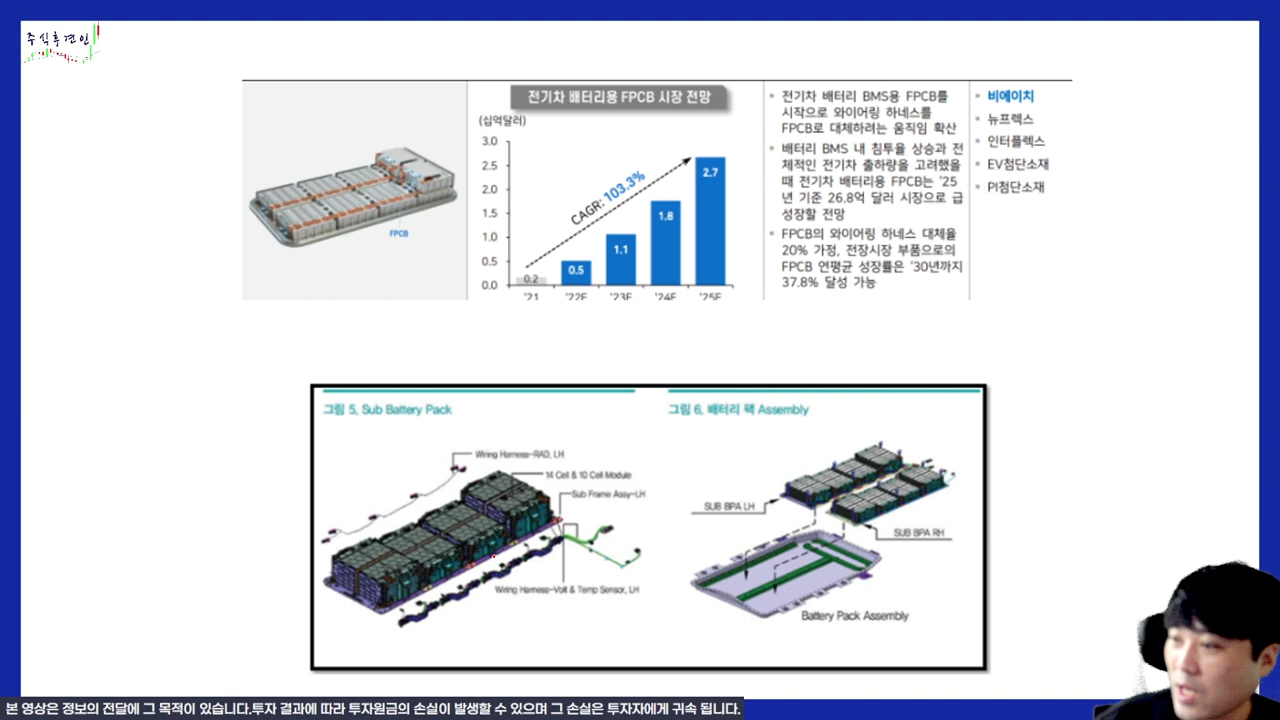 주식후견인
전기차 배터리용 FPCB 시장 전망
(십억달러)
3.0
2.5
2.0
1.5
1.0
0.5
0.0
CAGR: 103.3%
0.2
0.5
1.1
1.8
2.7
'21
'22F
'23F
'24F
'25F
FPCB
전기차 배터리 BMS용 FPCB를
시작으로 와이어링 하네스를
FPCB로 대체하려는 움직임 확산
배터리 BMS 내 침투율 상승과 전
체적인 전기차 출하량을 고려했을
때 전기차 배터리용 FPCB는 '25
년 기준 26.8억 달러 시장으로 급
성장할 전망
FPCB의 와이어링 하네스 대체율
20% 가정, 전장시장 부품으로의
FPCB 연평균 성장률은 '30년까지
37.8% 달성 가능
비에이치
뉴프렉스
인터플렉스
EV첨단소재
PI첨단소재
그림 5. Sub Battery Pack
Wiring Harness-RAD, LH
14 Cell & 10 Cell Module
Sub Frame Assy-LH
Wiring Harness-Volt & Temp Sensor, LH
그림 6. 배터리 팩 Assembly
SUB BPA LH
SUB BPA RH
Battery Pack Assembly
본 영상은 정보의 전달에 그 목적이 있습니다.투자 결과에 따라 투자원금의 손실이 발생할 수 있으며 그 손실은 투자자에게 귀속 됩니다.